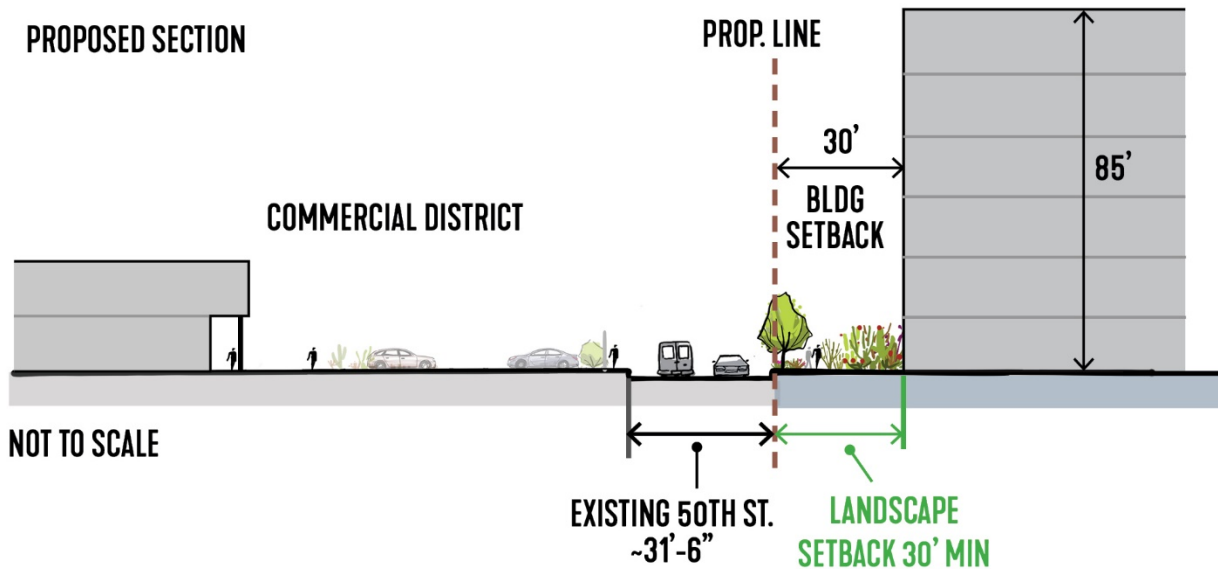 PROPOSED SECTION
PROP. LINE
30’
85’
BLDG
SETBACK
COMMERCIAL DISTRICT
NOT TO SCALE
EXISTING 50TH ST.
~31’-6”
LANDSCAPE
SETBACK 30’ MIN